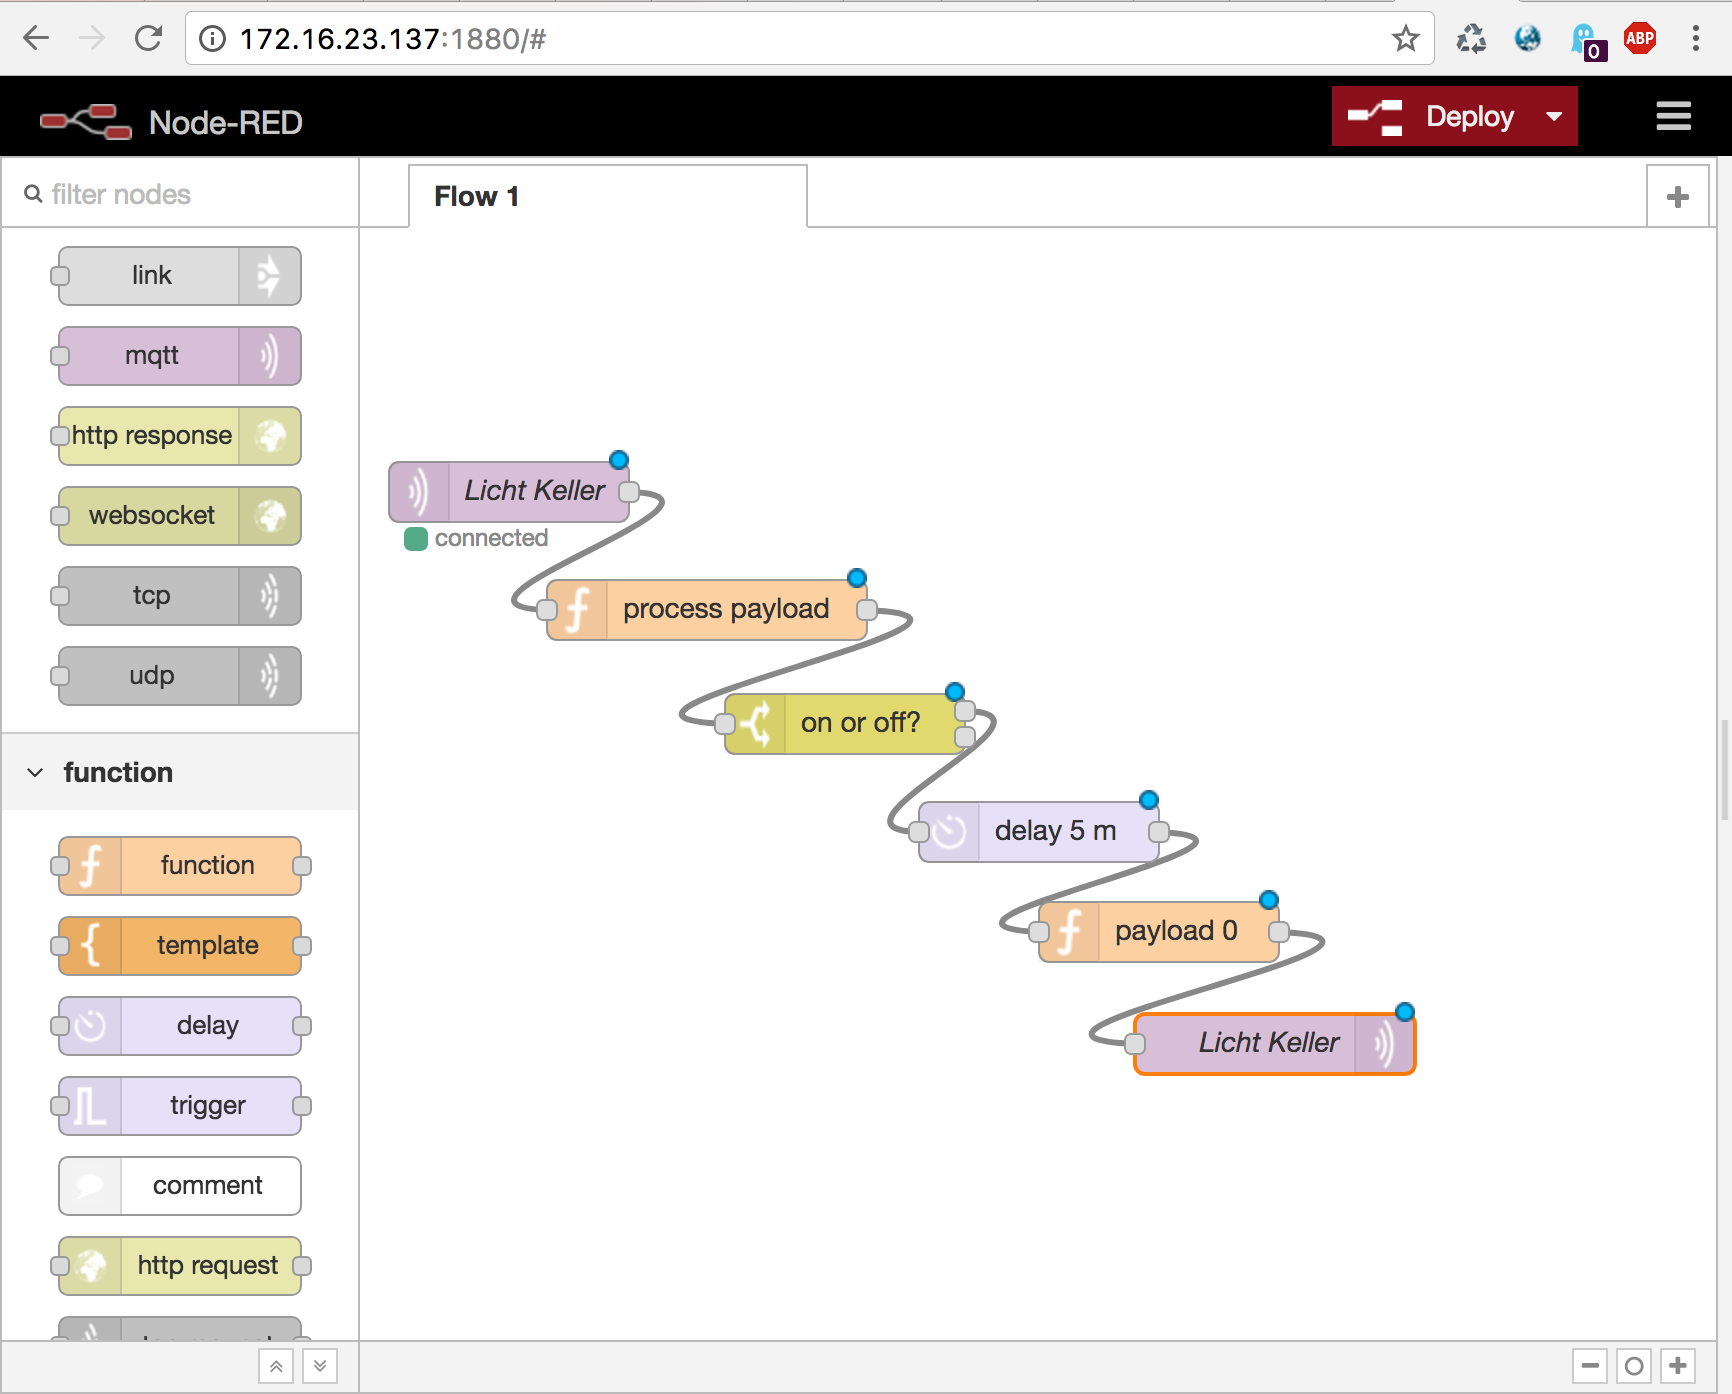 172.16.23.137:1880/#
0
ABP
Node-RED
Deploy
filter nodes
Flow 1
link
mqtt
http response
websocket
tcp
udp
function
function
template
delay
trigger
comment
http request
Licht Keller
connected
process payload
on or off?
delay 5 m
payload 0
Licht Keller